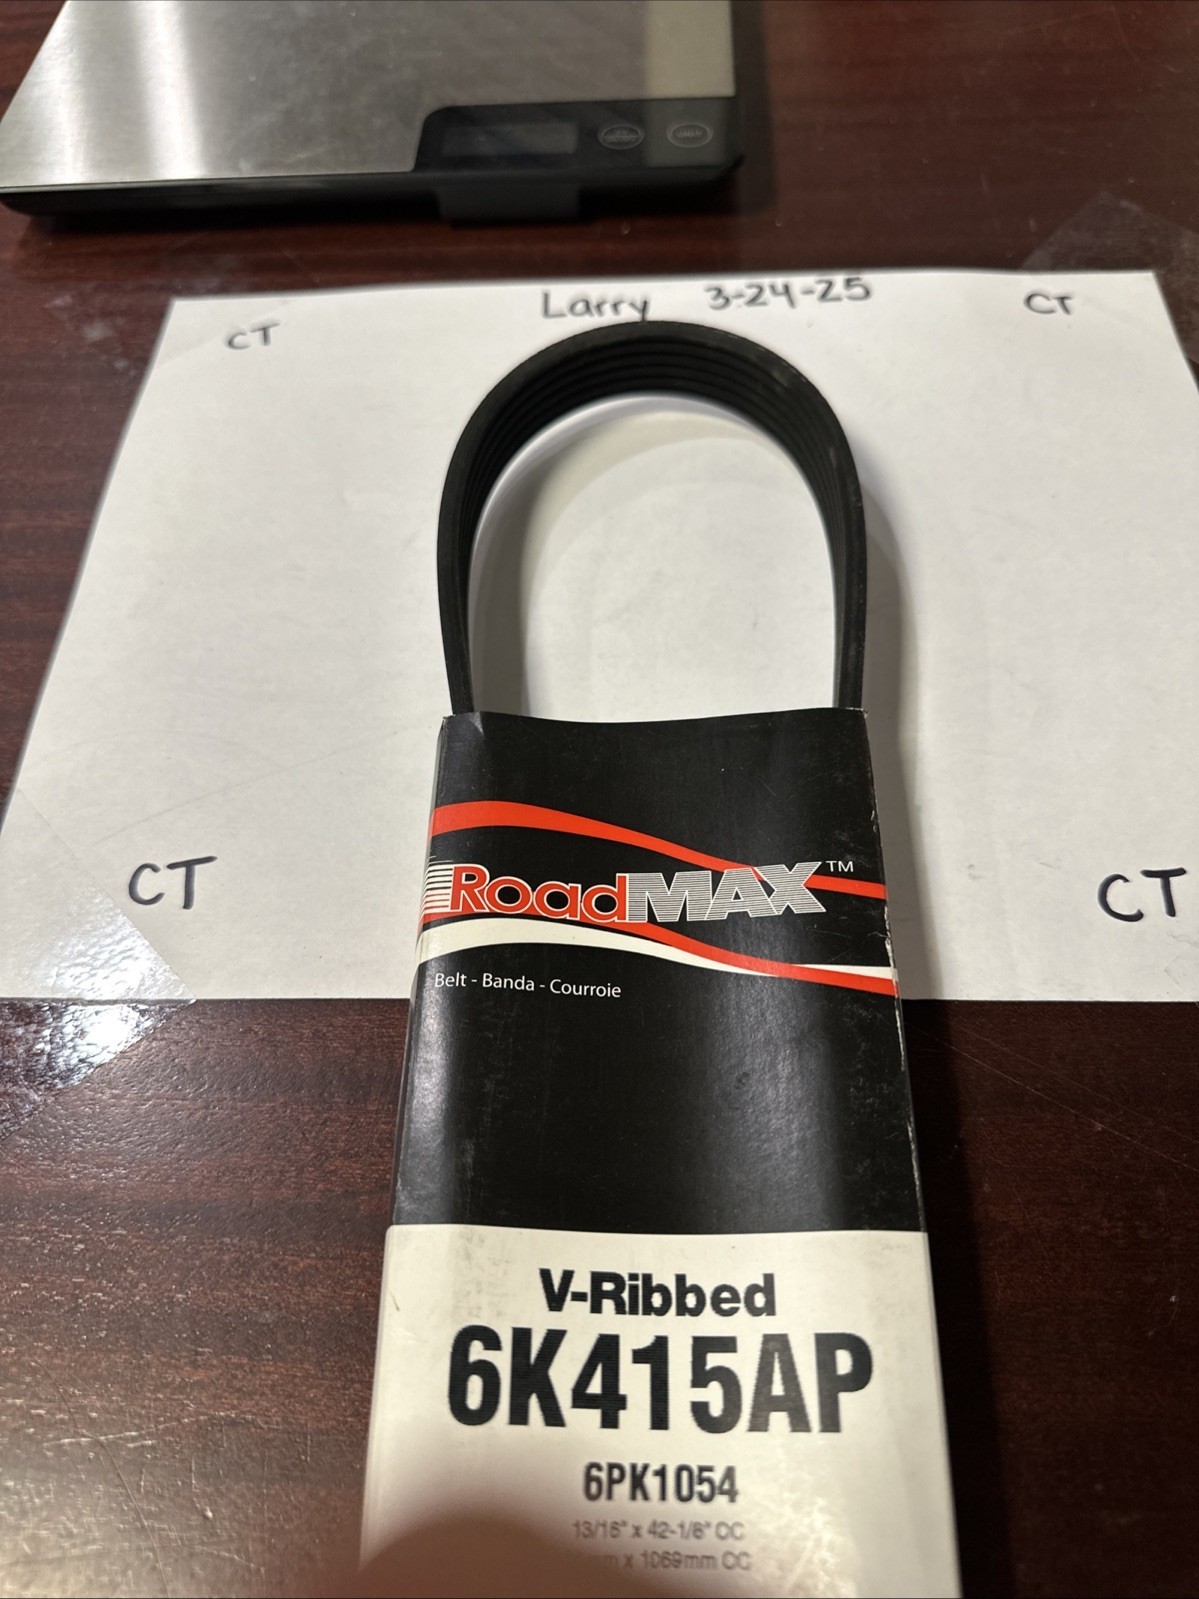 Larry 3-24-25
CT
CT
RoadMAX™
CT
CT
Belt - Banda - Courroie
V-Ribbed
6K415AP
6PK1054
13/16" x 42-1/8" OC
mm x 1069mm OC